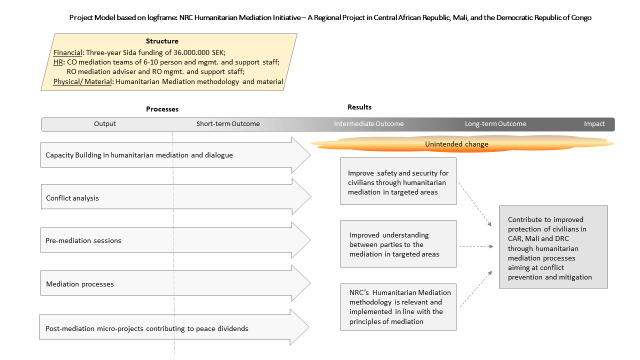 Project Model based on logframe: NRC Humanitarian Mediation Initiative– A Regional Project in Central African Republic, Mali, and the Democratic Republic of Congo
Structure
Financial: Three-year Sida funding of 36.000.000 SEK;
HR: CO mediation teams of 6-10 person and mgmt. and support staff;
RO mediation adviser and RO mgmt. and support staff;
Physical/ Material: Humanitarian Mediation methodology and material
Processes
Results
Output
Short-term Outcome
Intermediate Outcome
Long-term Outcome
Impact
Unintended change
Capacity Building in humanitarian mediation and dialogue
Conflict analysis
Pre-mediation sessions
Mediation processes
Post-mediation micro-projects contributing to peace dividends
Improve safety and security for
civilians through humanitarian
mediation in targeted areas
Improved understanding
between parties to the
mediation in targeted areas
NRC's Humanitarian Mediation
methodology is relevant and
implemented in line with the
principles of mediation
Contribute to improved
protection of civilians in
CAR, Mali and DRC
through humanitarian
mediation processes
aiming at conflict
prevention and mitigation